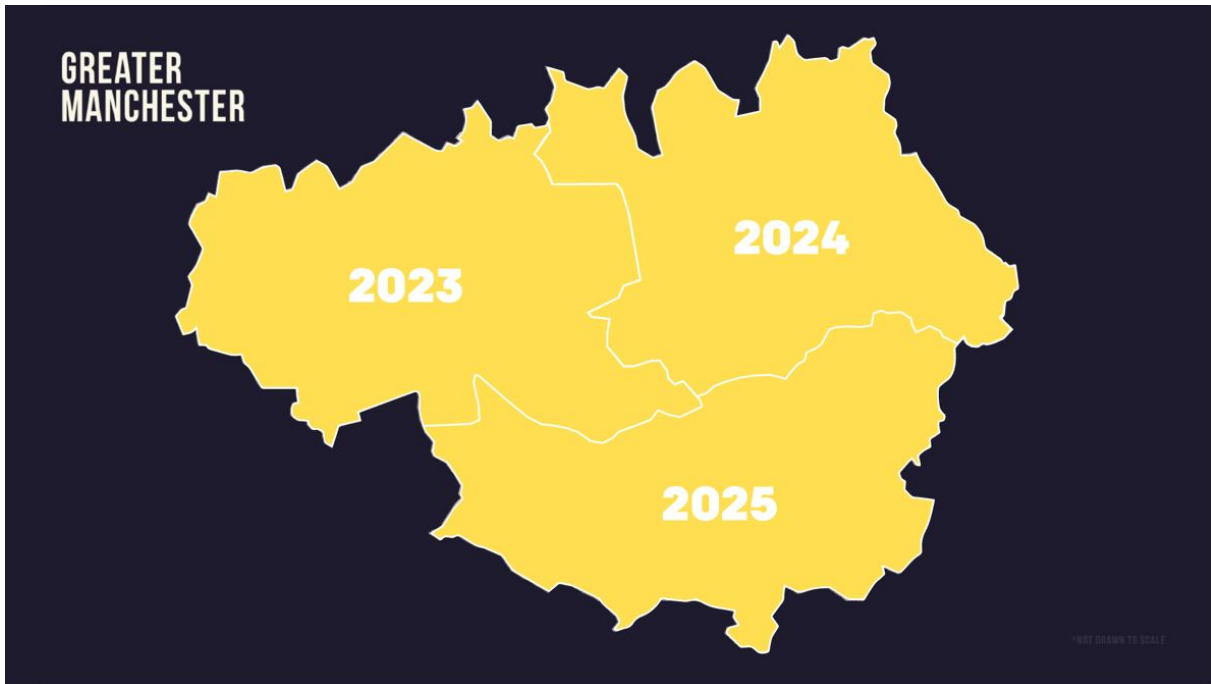 GREATER
MANCHESTER
2024
2023
2025
*NOT DRAWN TO SCALE